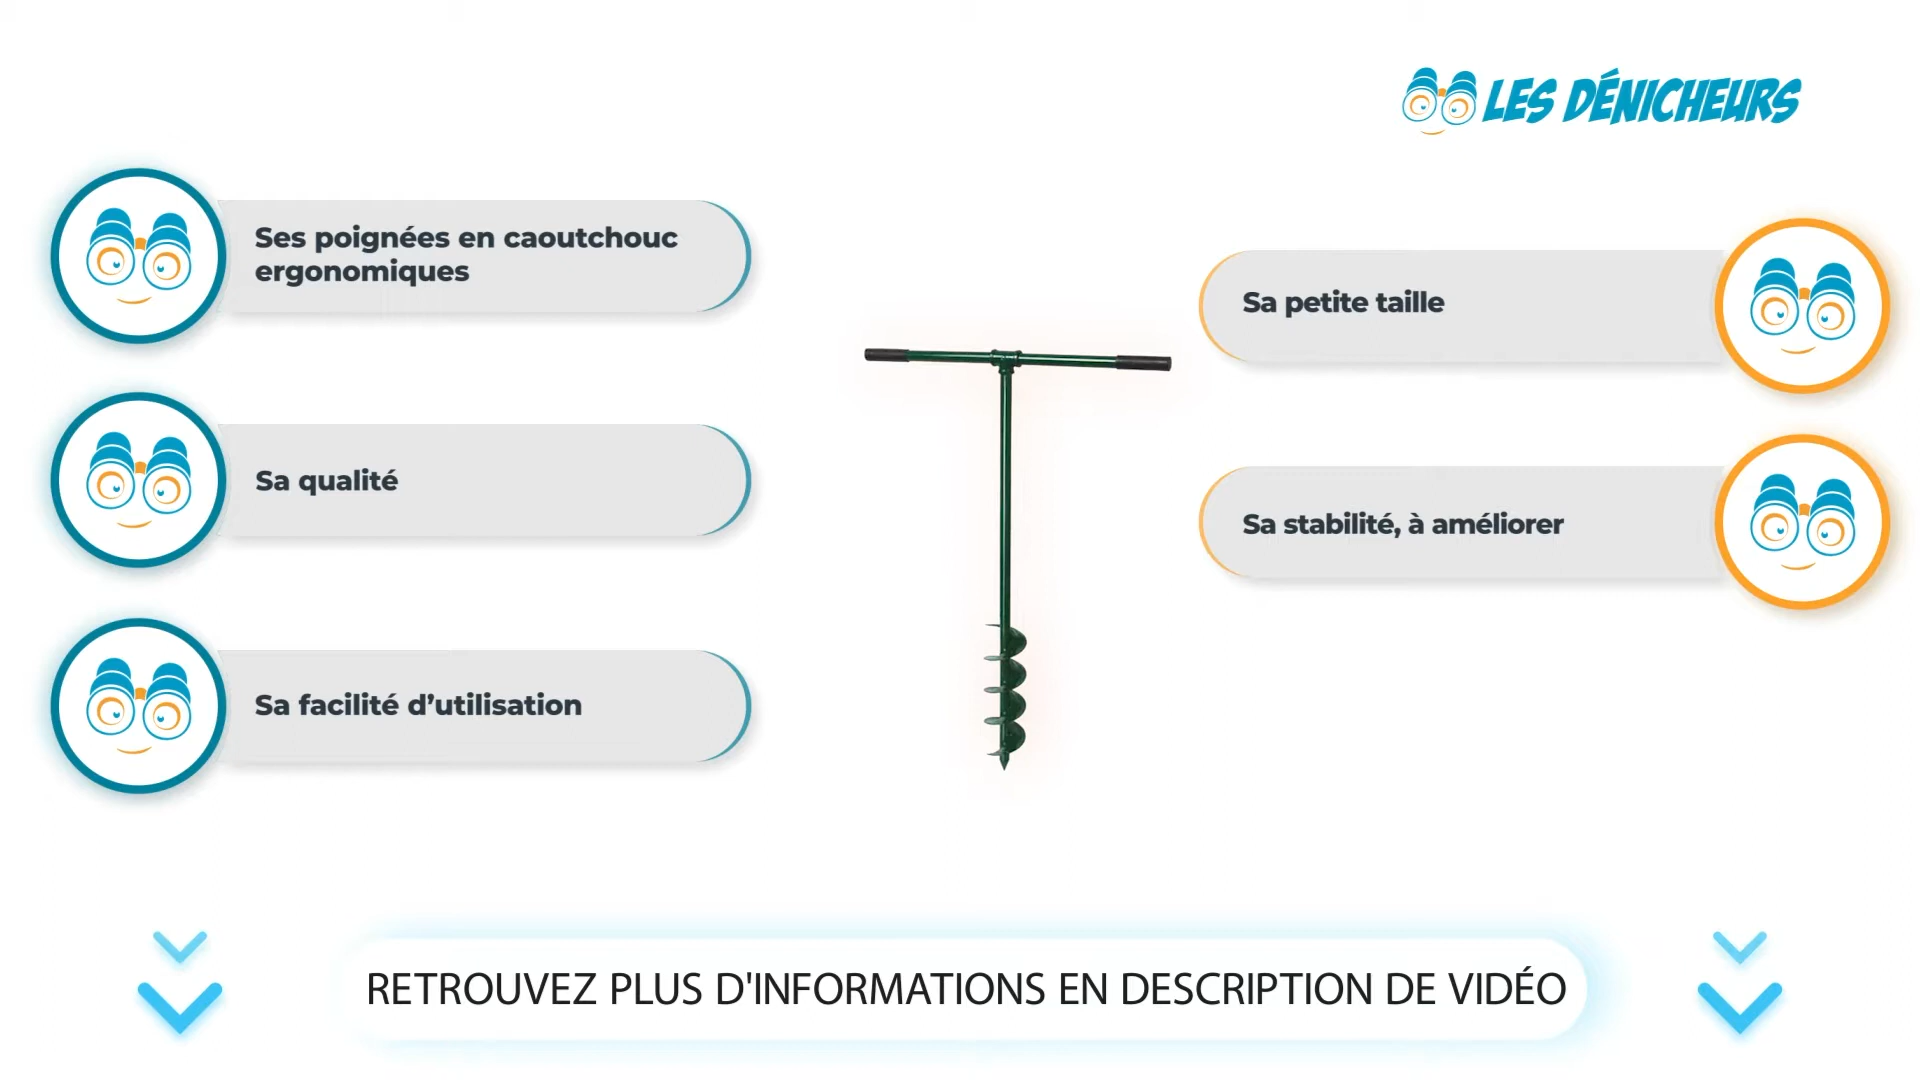 LES DÉNICHEURS
Ses poignées en caoutchouc
ergonomiques
Sa qualité
Sa facilité d’utilisation
Sa petite taille
Sa stabilité, à améliorer
RETROUVEZ PLUS D'INFORMATIONS EN DESCRIPTION DE VIDÉO